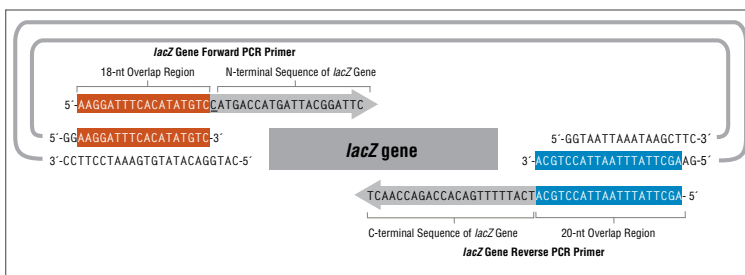 lacZ Gene Forward PCR Primer
18-nt Overlap Region N-terminal Sequence of lacZ Gene
5´-AAGGATTTCACATATGTCCATGACCATGATTACGGATTC
5´-GGAAGGATTTCACATATGTC-3´
3´-CCTTCCTAAAGTGTATACAGGTAC-5´
lacZ gene
5´-GGTAATTAAATAAGCTTC-3´
3´-ACGTCCATTAATTTATTCGAAG-5´
TCAACCAGACCACAGTTTTTACTACGTCCATTAATTTATTCGA-5´
C-terminal Sequence of lacZ Gene 20-nt Overlap Region
lacZ Gene Reverse PCR Primer